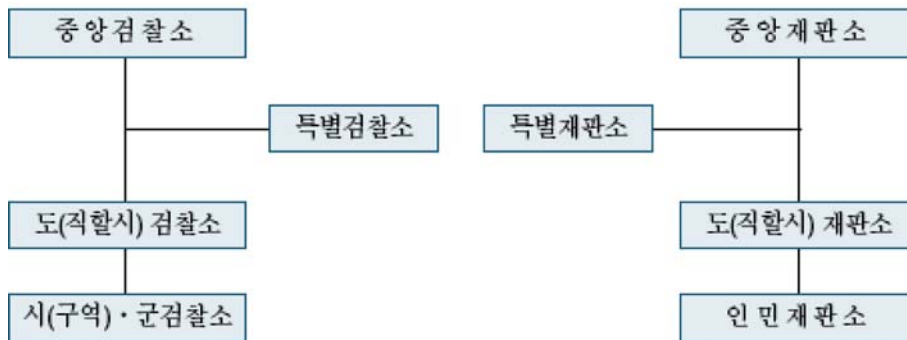 중앙검찰소
중앙재판소
특별검찰소
특별재판소
도(직할시) 검찰소
도(직할시) 재판소
시(구역)·군검찰소
인민재판소